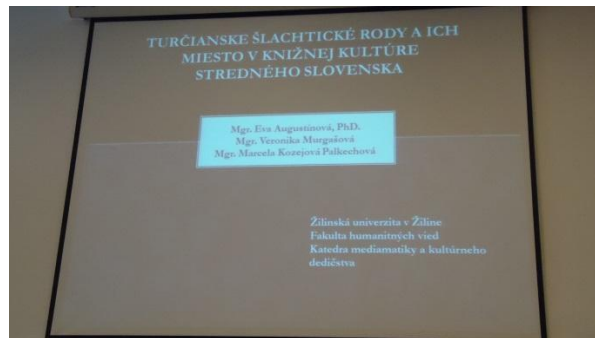 TURČIANSKE ŠLACHTICKÉ RODY A ICH
MIESTO V KNIŽNEJ KULTÚRE
STREDNÉHO SLOVENSKA
Mgr. Eva Augustínová, PhD.
Mgr. Veronika Murgašová
Mgr. Marcela Kozejová Palkechová
Žilinská univerzita v Žiline
Fakulta humanitných vied
Katedra mediamatiky a kultúrneho
dedičstva